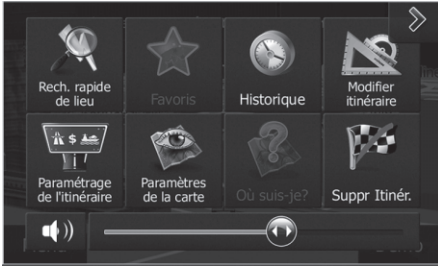 Rech. rapide
de lieu
Favoris
Historique
Modifier
itinéraire
$
Paramétrage
de l'itinéraire
Paramètres
de la carte
Où suis-je?
Suppr Itinér.